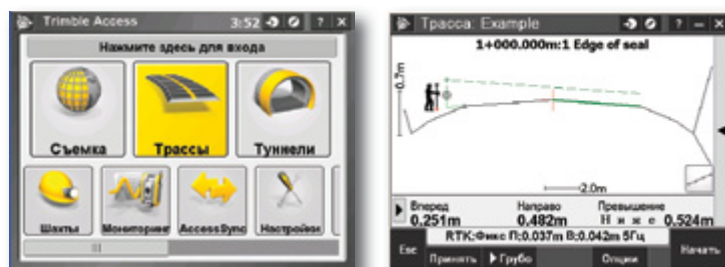 Trimble Access 3:52 ? ×
Нажмите здесь для входа
Съемка Трассы Туннели
Шахты Мониторинг AccessSync Настройки
Трасса: Example ? – ×
1+000.000m:1 Edge of seal
0.7m
2.0m
Вперед Направо Превышение
0.251m 0.482m Ниже 0.524m
RTK:Фикс П:0.037m В:0.042m 5Гц
Esc Принять Грубо Опции Начать